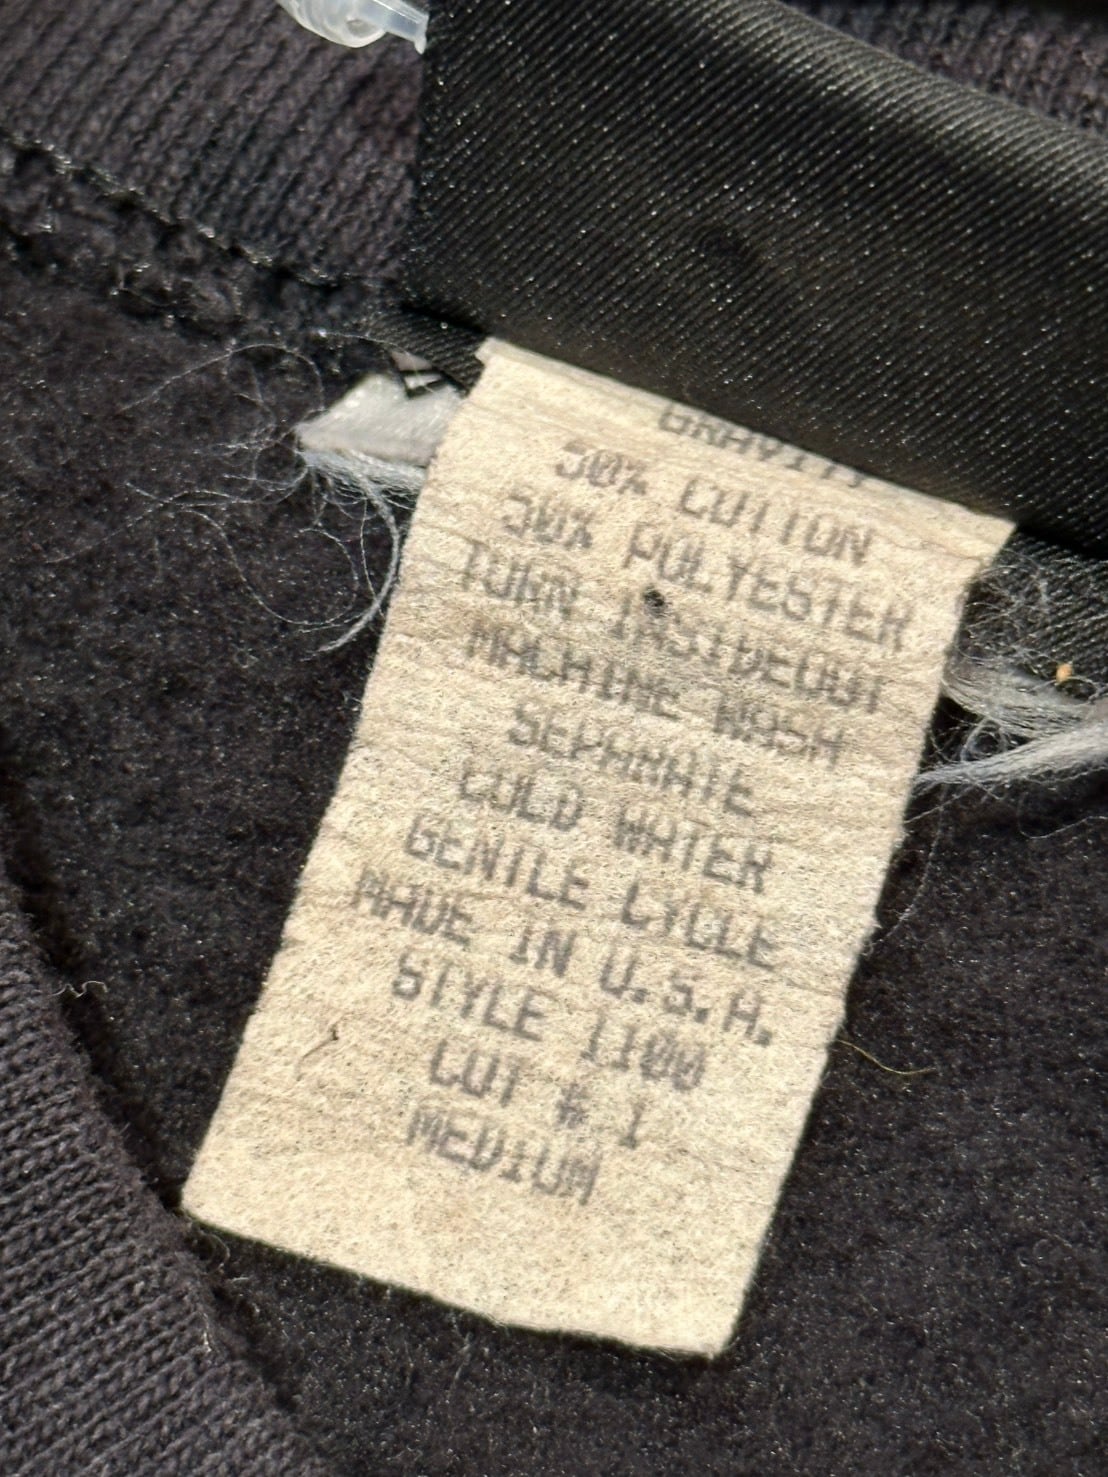 GRAVITY
50% COTTON
50% POLYESTER
TURN INSIDEOUT
MACHINE WASH
SEPARATE
COLD WATER
GENTLE CYCLE
MADE IN U.S.A.
STYLE 1100
CUT # 1
MEDIUM